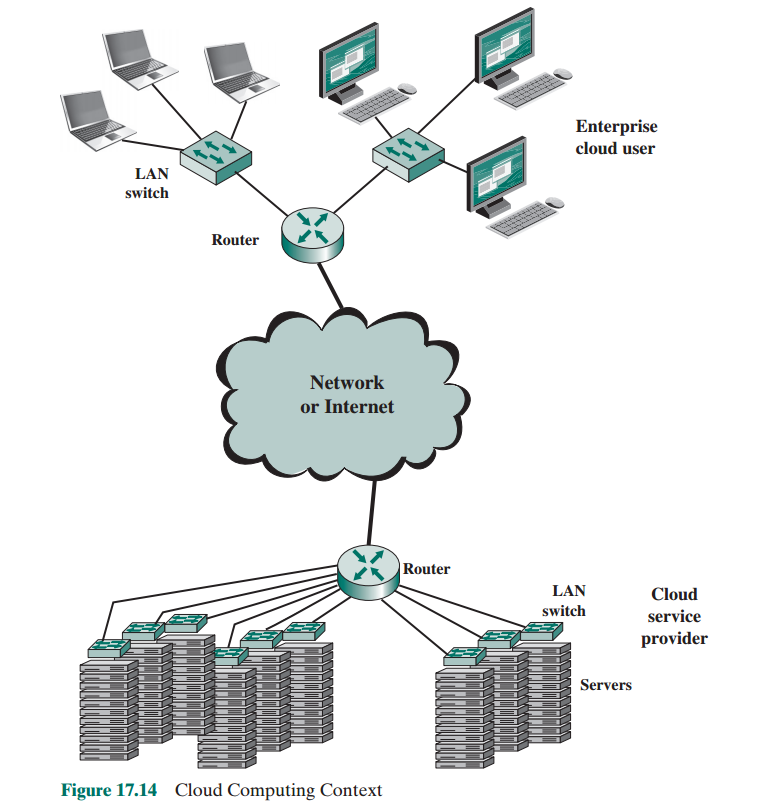 Enterprise
cloud user
LAN
switch
Router
Network
or Internet
Router
LAN
switch
Cloud
service
provider
Servers
Figure 17.14 Cloud Computing Context